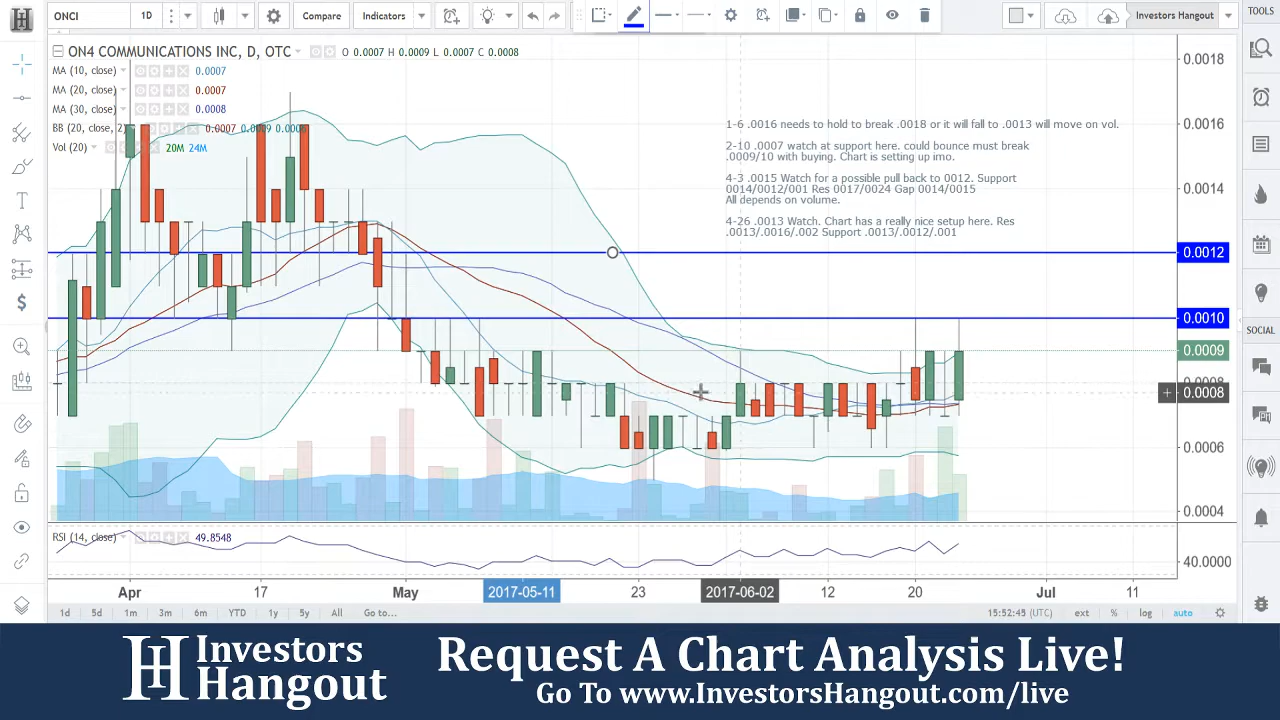 ONCI 1D Compare Indicators Investors Hangout TOOLS
ON4 COMMUNICATIONS INC, D, OTC O 0.0007 H 0.0009 L 0.0007 C 0.0008
MA (10, close) 0.0007
MA (20, close) 0.0007
MA (30, close) 0.0008
BB (20, close, 2) 0.0007 0.0009 0.0006
Vol (20) 20M 24M
1-6 .0016 needs to hold to break .0018 or it will fall to .0013 will move on vol.
2-10 .0007 watch at support here. could bounce must break
.0009/10 with buying. Chart is setting up imo.
4-3 .0015 Watch for a possible pull back to 0012. Support
0014/0012/001 Res 0017/0024 Gap 0014/0015
All depends on volume.
4-26 .0013 Watch. Chart has a really nice setup here. Res
.0013/.0016/.002 Support .0013/.0012/.001
0.0018
0.0016
0.0014
0.0012
0.0010
0.0009
0.0008
0.0008
0.0006
0.0004
SOCIAL
RSI (14, close) 49.8548
40.0000
Apr 17 May 2017-05-11 23 2017-06-02 12 20 Jul 11
1d 5d 1m 3m 6m YTD 1y 5y All Go to... 15:52:45 (UTC) ext % log auto
Investors
Hangout
Request A Chart Analysis Live!
Go To www.InvestorsHangout.com/live